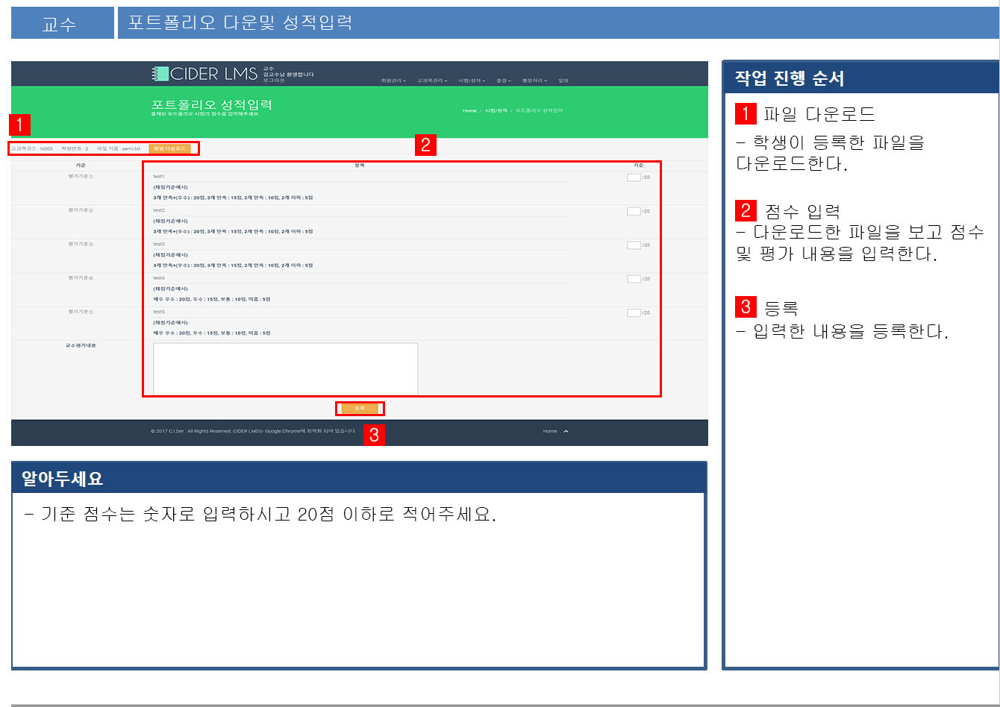 교수
포트폴리오 다운및 성적입력
CIDER LMS
교수
김교수님 환영합니다
로그아웃
회원관리
교과목관리
시험/성적
출결
행정처리
일정
포트폴리오 성적입력
출제된 포트폴리오 시험의 점수를 입력해주세요.
Home / 시험/성적 / 포트폴리오 성적입력
1
2
교과목코드 : N003 학생번호 : 2 파일 이름 : semi.txt 파일 다운로드
기준 항목 기준
평가기준① test1 /20
(채점기준예시)
3개 만족+(우수) : 20점, 3개 만족 : 15점, 2개 만족 : 10점, 2개 이하 : 5점
평가기준② test2 /20
(채점기준예시)
3개 만족+(우수) : 20점, 3개 만족 : 15점, 2개 만족 : 10점, 2개 이하 : 5점
평가기준③ test3 /20
(채점기준예시)
3개 만족+(우수) : 20점, 3개 만족 : 15점, 2개 만족 : 10점, 2개 이하 : 5점
평가기준④ test4 /20
(채점기준예시)
매우 우수 : 20점, 우수 : 15점, 보통 : 10점, 미흡 : 5점
평가기준⑤ test5 /20
(채점기준예시)
매우 우수 : 20점, 우수 : 15점, 보통 : 10점, 미흡 : 5점
교수평가내용
등록
3
© 2017 C.I.Der . All Rights Reserved. CIDER LMS는 Google Chrome에 최적화 되어 있습니다.
Home
작업 진행 순서
1 파일 다운로드
- 학생이 등록한 파일을
다운로드한다.
2 점수 입력
- 다운로드한 파일을 보고 점수
및 평가 내용을 입력한다.
3 등록
- 입력한 내용을 등록한다.
알아두세요
- 기준 점수는 숫자로 입력하시고 20점 이하로 적어주세요.